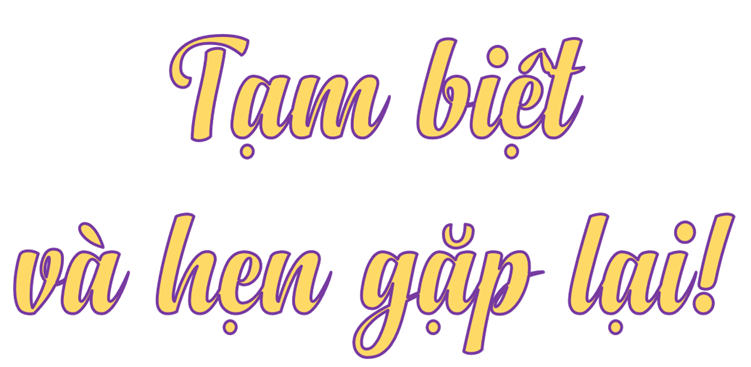 Tạm biệt
và hẹn gặp lại!